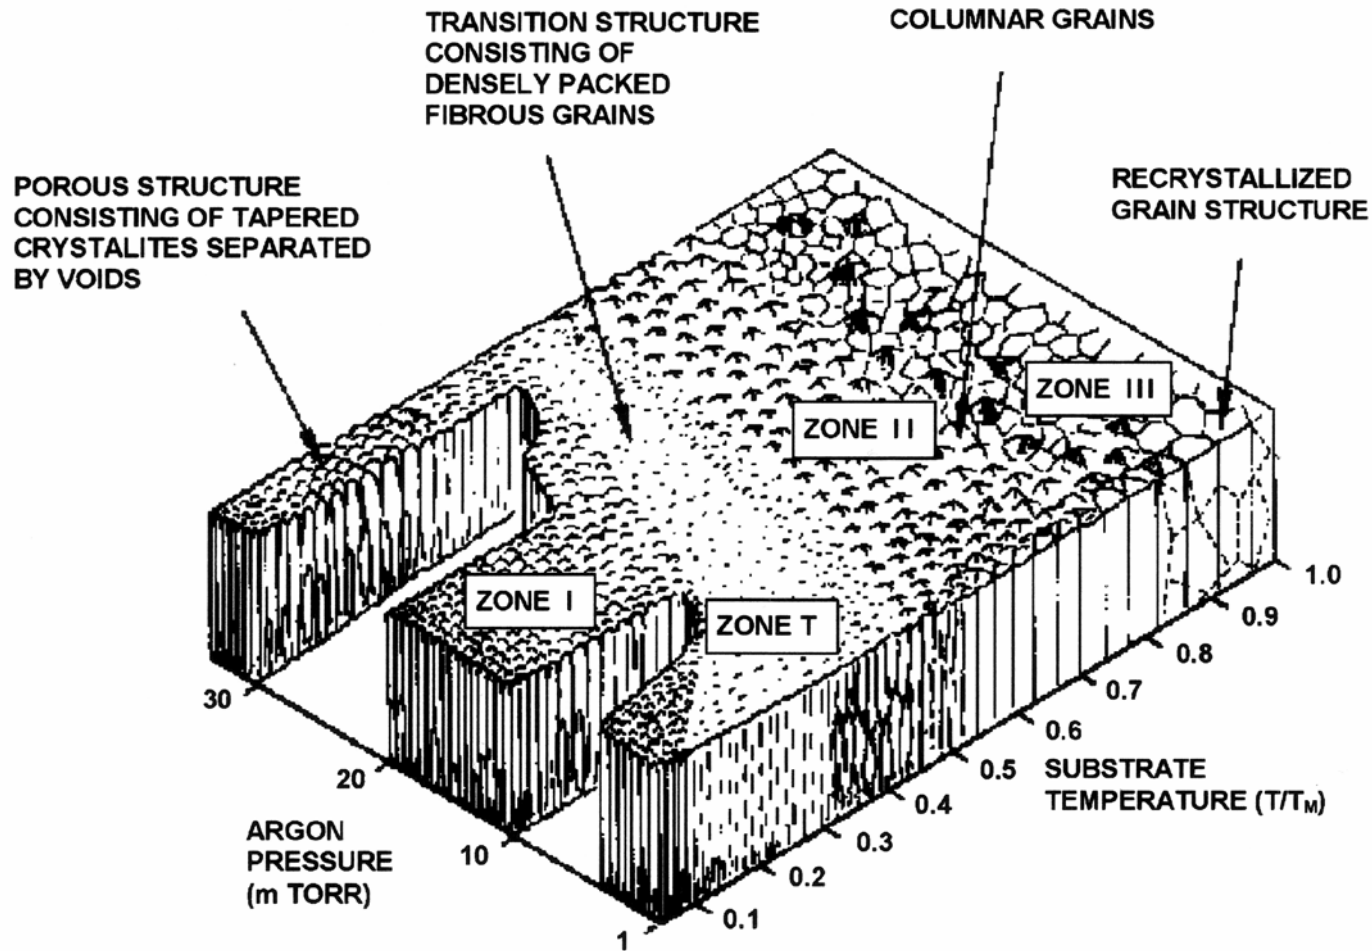 TRANSITION STRUCTURE
CONSISTING OF
DENSELY PACKED
FIBROUS GRAINS
COLUMNAR GRAINS
POROUS STRUCTURE
CONSISTING OF TAPERED
CRYSTALITES SEPARATED
BY VOIDS
RECRYSTALLIZED
GRAIN STRUCTURE
ZONE III
ZONE II
ZONE I
ZONE T
1.0
0.9
0.8
0.7
0.6
0.5
0.4
0.3
0.2
0.1
SUBSTRATE
TEMPERATURE (T/TM)
30
20
10
1
ARGON
PRESSURE
(m TORR)